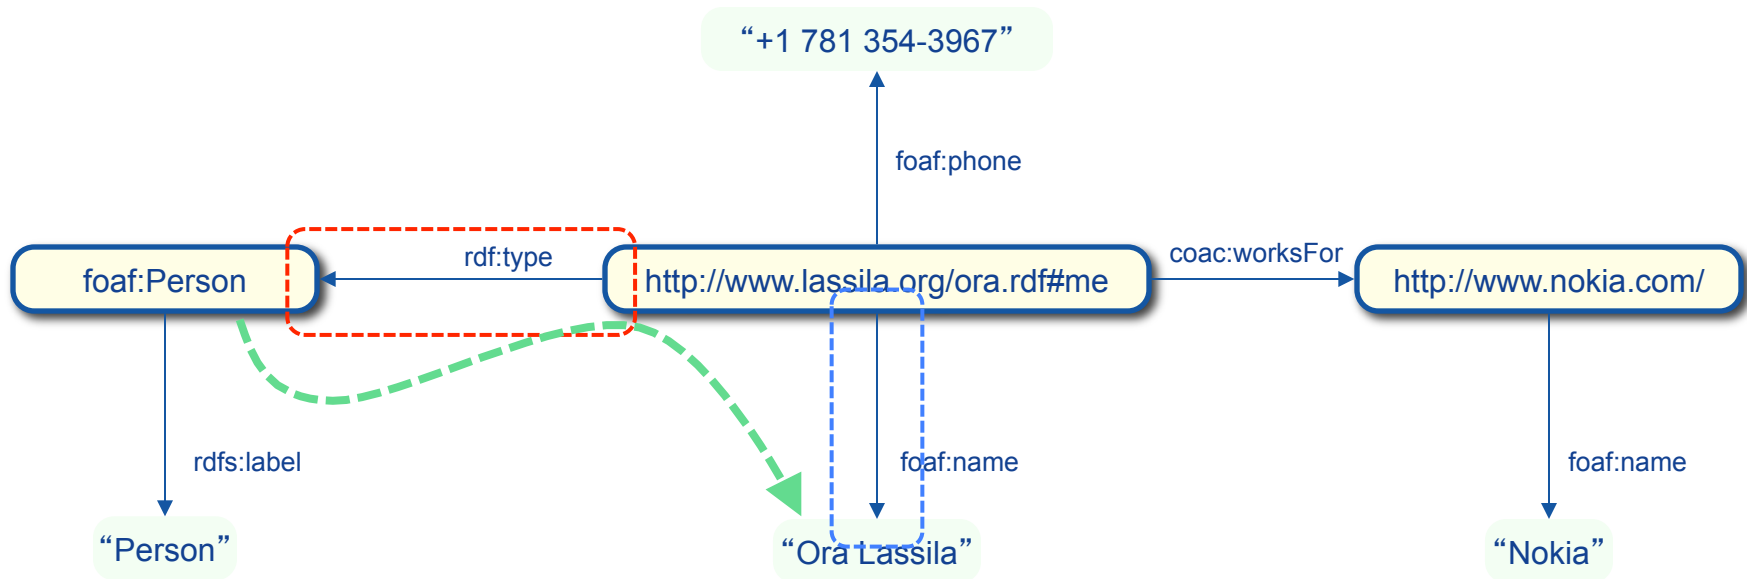 “+1 781 354-3967”
foaf:phone
rdf:type
coac:worksFor
foaf:Person
http://www.lassila.org/ora.rdf#me
http://www.nokia.com/
rdfs:label
foaf:name
foaf:name
“Person”
“Ora Lassila”
“Nokia”